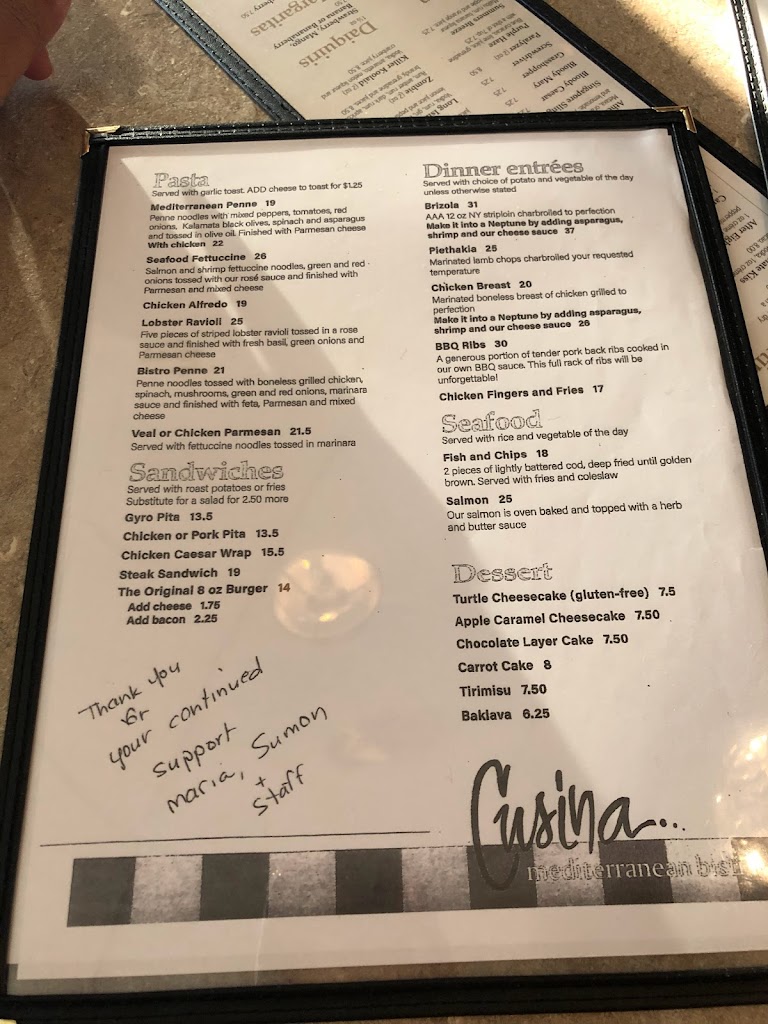 Pasta
Served with garlic toast. ADD cheese to toast for $1.25
Mediterranean Penne 19
Penne noodles with mixed peppers, tomatoes, red
onions. Kalamata black olives, spinach and asparagus
and tossed in olive oil. Finished with Parmesan cheese
With chicken 22
Seafood Fettuccine 26
Salmon and shrimp fettuccine noodles, green and red
onions tossed with our rosé sauce and finished with
Parmesan and mixed cheese
Chicken Alfredo 19
Lobster Ravioli 25
Five pieces of striped lobster ravioli tossed in a rose
sauce and finished with fresh basil, green onions and
Parmesan cheese
Bistro Penne 21
Penne noodles tossed with boneless grilled chicken,
spinach, mushrooms, green and red onions, marinara
sauce and finished with feta, Parmesan and mixed
cheese
Veal or Chicken Parmesan 21.5
Served with fettuccine noodles tossed in marinara
Sandwiches
Served with roast potatoes or fries
Substitute for a salad for 2.50 more
Gyro Pita 13.5
Chicken or Pork Pita 13.5
Chicken Caesar Wrap 15.5
Steak Sandwich 19
The Original 8 oz Burger 14
Add cheese 1.75
Add bacon 2.25
Thank you
for
your continued
support
maria, Sumon
+
Staff
Dinner entrées
Served with choice of potato and vegetable of the day
unless otherwise stated
Brizola 31
AAA 12 oz NY striploin charbroiled to perfection
Make it into a Neptune by adding asparagus,
shrimp and our cheese sauce 37
Piethakia 25
Marinated lamb chops charbroiled your requested
temperature
Chicken Breast 20
Marinated boneless breast of chicken grilled to
perfection
Make it into a Neptune by adding asparagus,
shrimp and our cheese sauce 26
BBQ Ribs 30
A generous portion of tender pork back ribs cooked in
our own BBQ sauce. This full rack of ribs will be
unforgettable!
Chicken Fingers and Fries 17
Seafood
Served with rice and vegetable of the day
Fish and Chips 18
2 pieces of lightly battered cod, deep fried until golden
brown. Served with fries and coleslaw
Salmon 25
Our salmon is oven baked and topped with a herb
and butter sauce
Dessert
Turtle Cheesecake (gluten-free) 7.5
Apple Caramel Cheesecake 7.50
Chocolate Layer Cake 7.50
Carrot Cake 8
Tirimisu 7.50
Baklava 6.25
Cusina...
mediterranean bist
Daiquiris
Strawberry, Mango,
Killer Koolaid (2 oz)
Zombie (2 oz)
Summer Breeze
Purple Haze
Paralyzer (2 oz)
Screwdriver
Grasshopper
Bloody Mary
Bloody Caesar
Singapore Sling